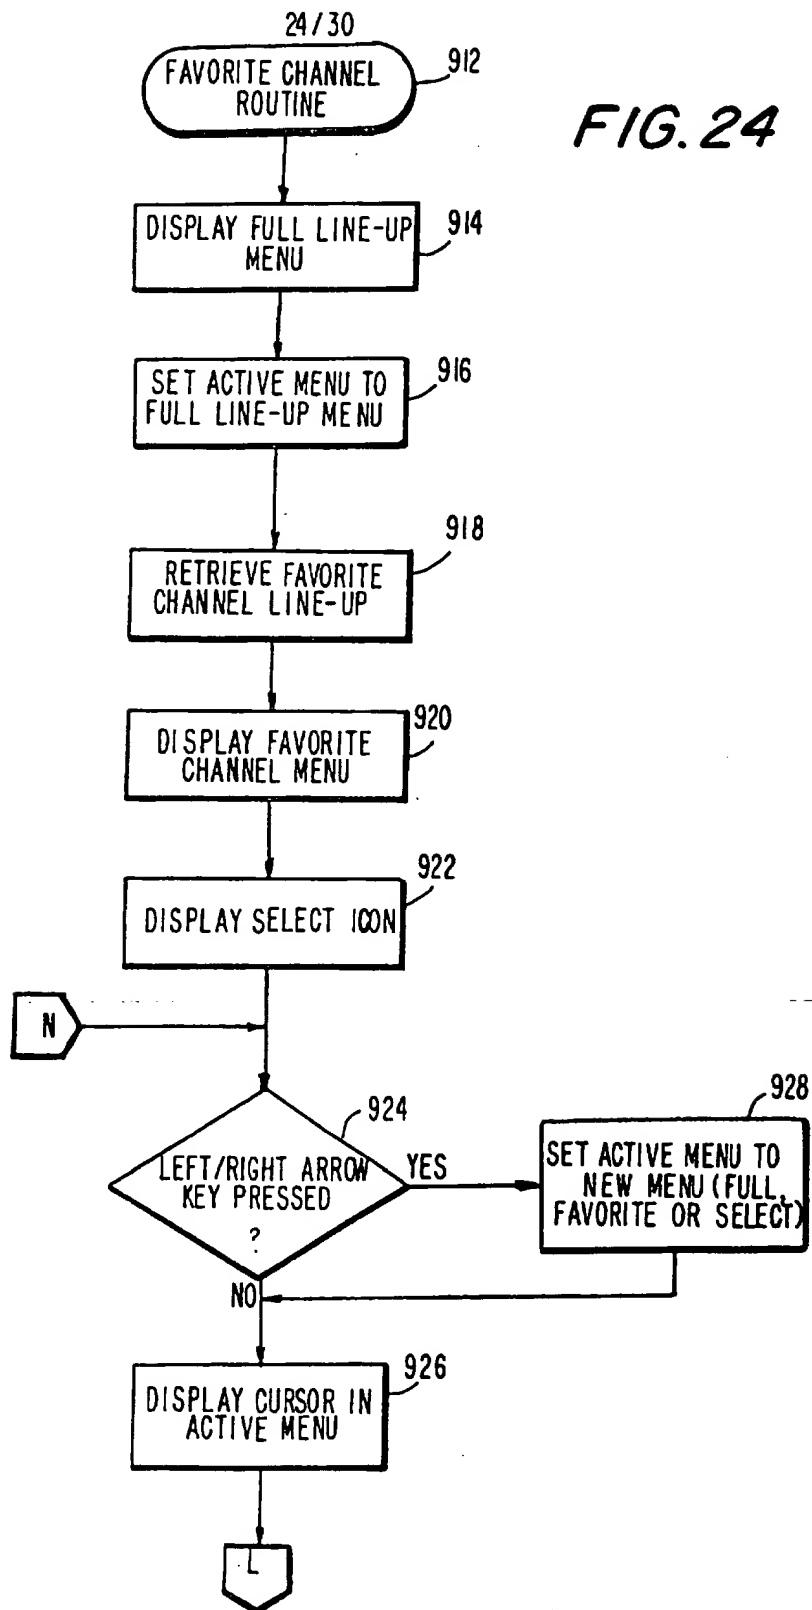 24/30
FAVORITE CHANNEL
ROUTINE
912
FIG. 24
DISPLAY FULL LINE-UP
MENU
914
SET ACTIVE MENU TO
FULL LINE-UP MENU
916
RETRIEVE FAVORITE
CHANNEL LINE-UP
918
DISPLAY FAVORITE
CHANNEL MENU
920
DISPLAY SELECT ICON
922
N
LEFT/RIGHT ARROW
KEY PRESSED
?
924
YES
SET ACTIVE MENU TO
NEW MENU (FULL,
FAVORITE OR SELECT)
928
NO
DISPLAY CURSOR IN
ACTIVE MENU
926
L